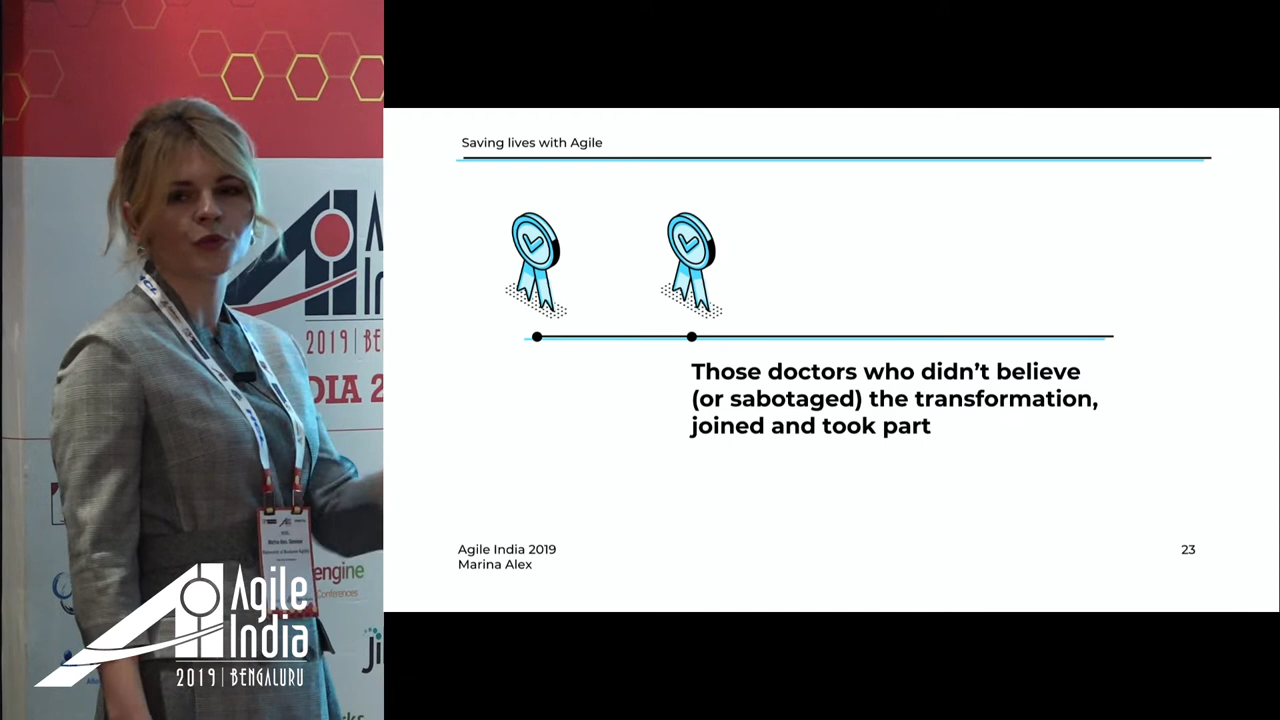 Saving lives with Agile
Those doctors who didn’t believe
(or sabotaged) the transformation,
joined and took part
Agile India 2019
Marina Alex
23
2019 | BE
DIA 2
engine
Conferences
Agile
India
2019 | BENGALURU